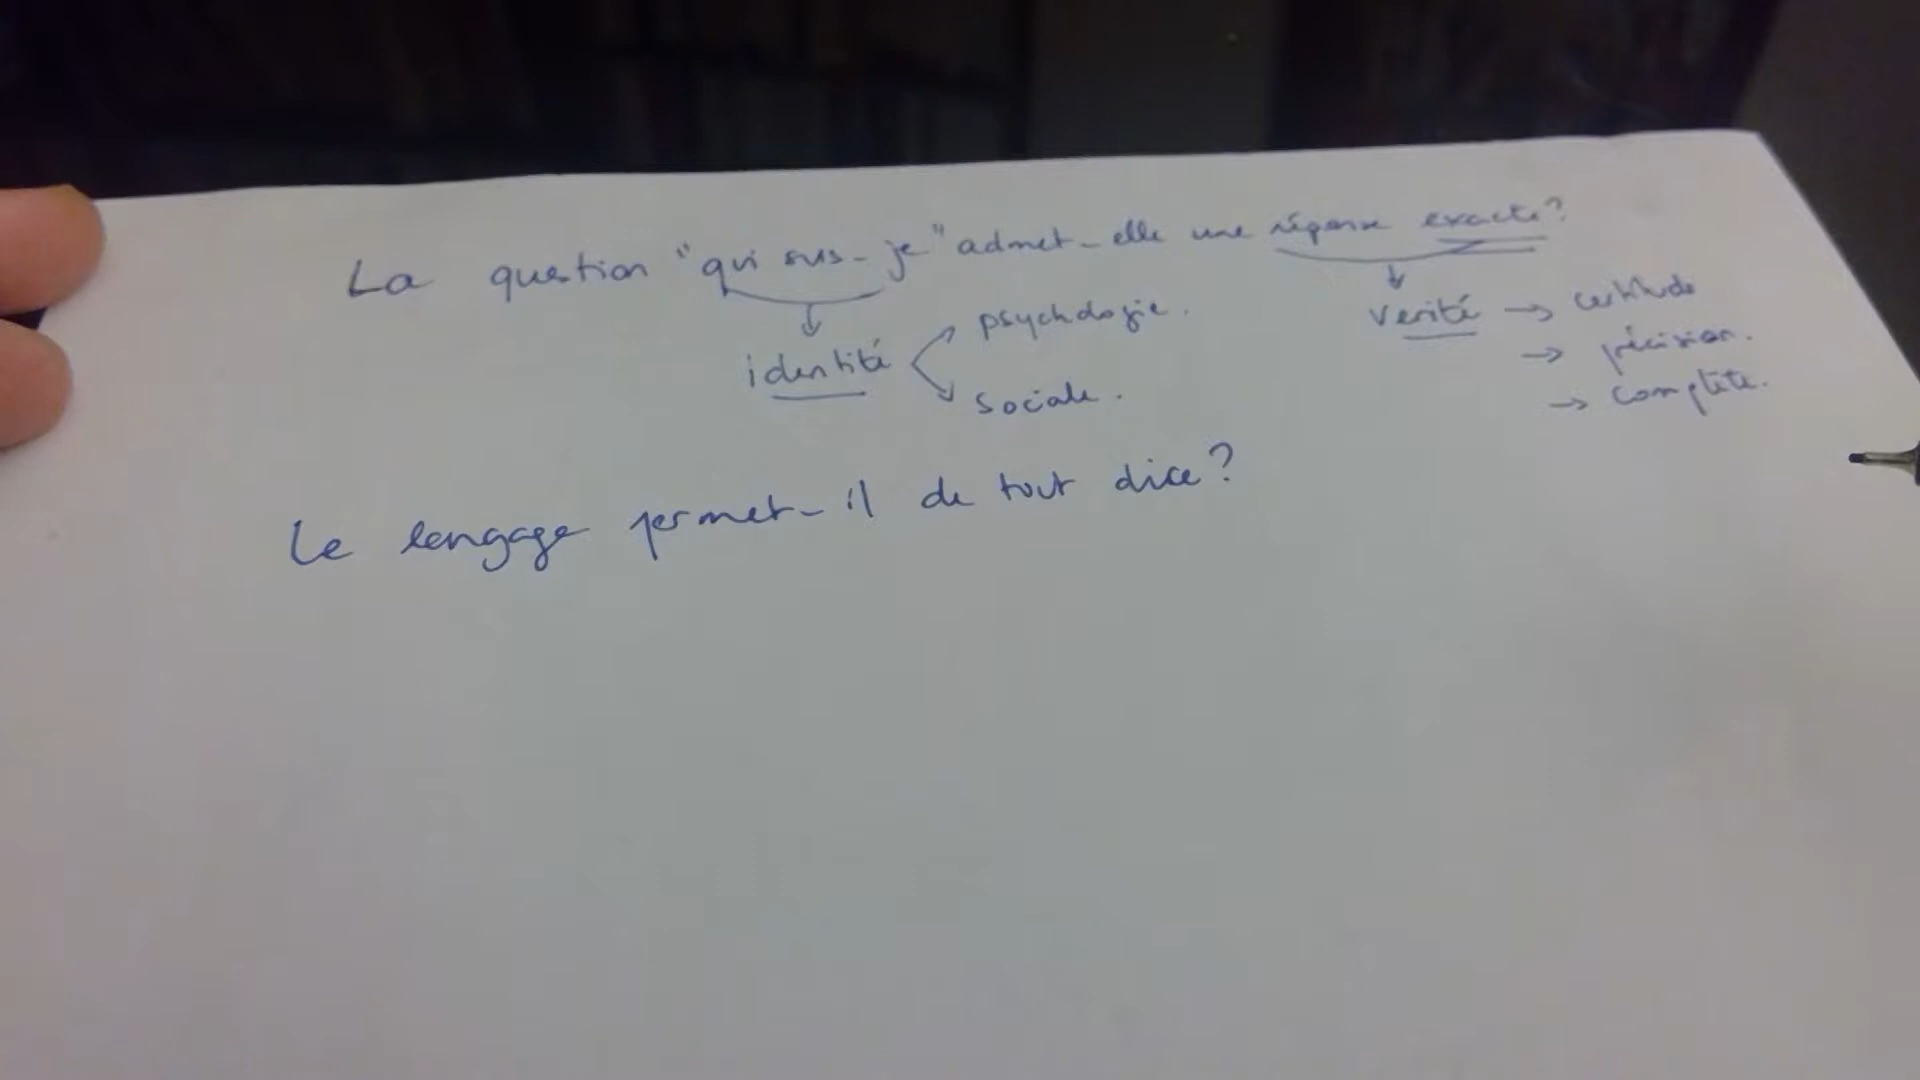 La question "qui suis-je" admet-elle une réponse exacte?
identité
psychologie.
sociale.
vérité → certitude
→ précision.
→ complète.
Le langage permet-il de tout dire?